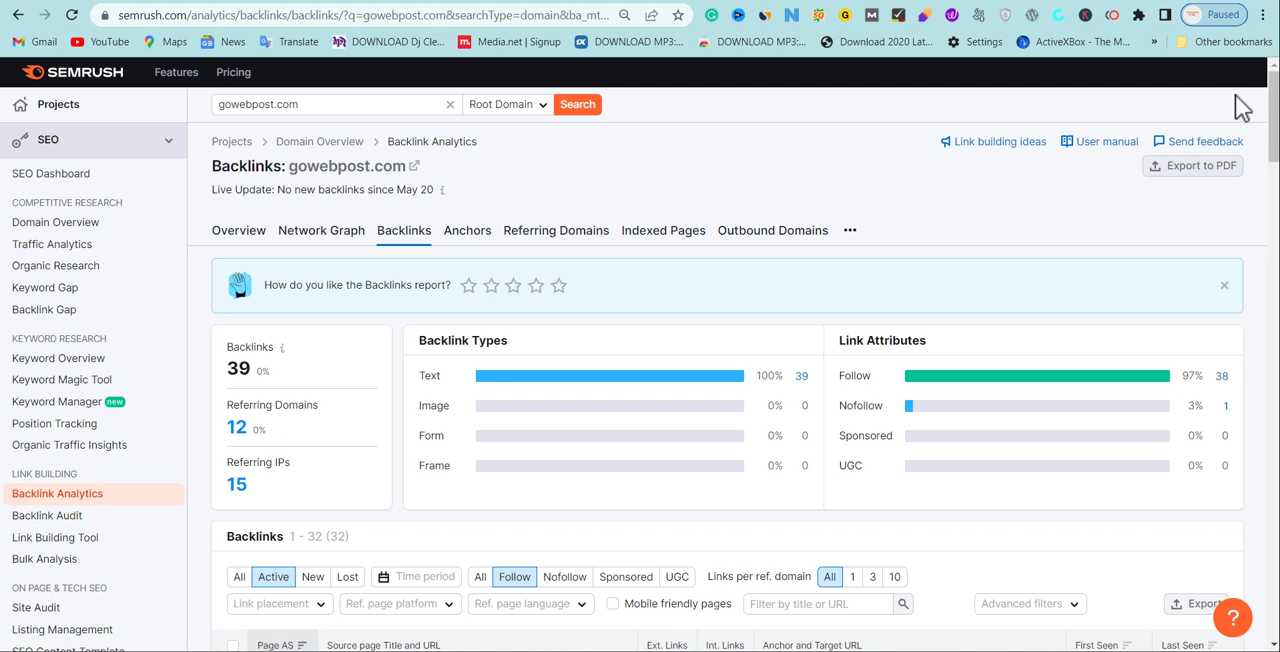 semrush.com/analytics/backlinks/backlinks/?q=gowebpost.com&searchType=domain&ba_mt...
Paused
Gmail
YouTube
Maps
News
Translate
DOWNLOAD Dj Cle...
Media.net | Signup
DOWNLOAD MP3:...
DOWNLOAD MP3:...
Download 2020 Lat...
Settings
ActiveXBox - The M...
»
Other bookmarks
SEMRUSH
Features
Pricing
Projects
gowebpost.com
Root Domain
Search
SEO
Projects > Domain Overview > Backlink Analytics
Link building ideas
User manual
Send feedback
Backlinks: gowebpost.com
Export to PDF
Live Update: No new backlinks since May 20 i
SEO Dashboard
COMPETITIVE RESEARCH
Domain Overview
Traffic Analytics
Organic Research
Keyword Gap
Backlink Gap
KEYWORD RESEARCH
Keyword Overview
Keyword Magic Tool
Keyword Manager new
Position Tracking
Organic Traffic Insights
LINK BUILDING
Backlink Analytics
Backlink Audit
Link Building Tool
Bulk Analysis
ON PAGE & TECH SEO
Site Audit
Listing Management
SEO Content Template
Overview
Network Graph
Backlinks
Anchors
Referring Domains
Indexed Pages
Outbound Domains
...
How do you like the Backlinks report?
Backlinks i
39 0%
Referring Domains
12 0%
Referring IPs
15
Backlink Types
Text 100% 39
Image 0% 0
Form 0% 0
Frame 0% 0
Link Attributes
Follow 97% 38
Nofollow 3% 1
Sponsored 0% 0
UGC 0% 0
Backlinks 1 - 32 (32)
All Active New Lost
Time period
All Follow Nofollow Sponsored UGC
Links per ref. domain All 1 3 10
Link placement
Ref. page platform
Ref. page language
Mobile friendly pages
Filter by title or URL
Advanced filters
Export
?
Page AS
Source page Title and URL
Ext. Links
Int. Links
Anchor and Target URL
First Seen
Last Seen